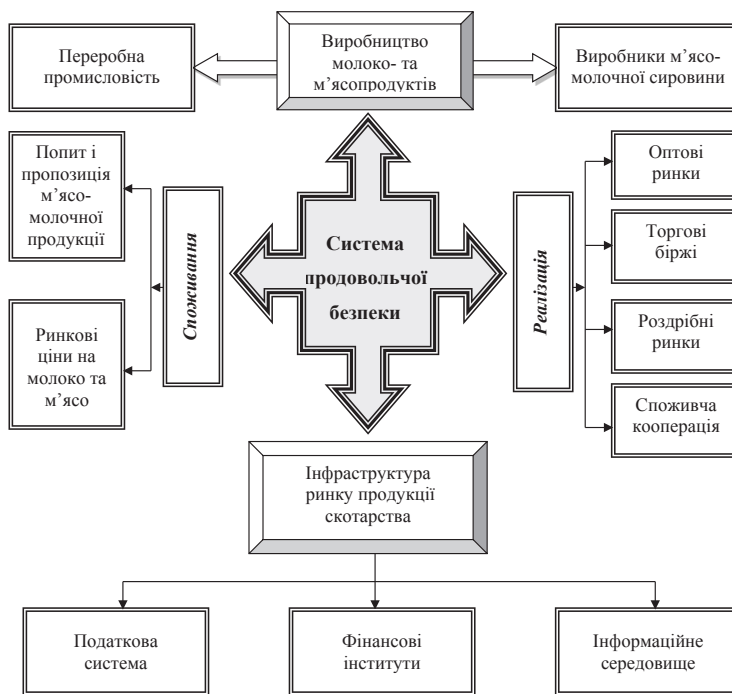 Переробна
промисловість
Виробництво
молоко- та
м’ясопродуктів
Виробники м’ясо-
молочної сировини
Попит і
пропозиція
м’ясо-
молочної
продукції
Ринкові
ціни на
молоко та
м’ясо
Споживання
Система
продовольчої
безпеки
Реалізація
Оптові
ринки
Торгові
біржі
Роздрібні
ринки
Споживча
кооперація
Інфраструктура
ринку продукції
скотарства
Податкова
система
Фінансові
інститути
Інформаційне
середовище